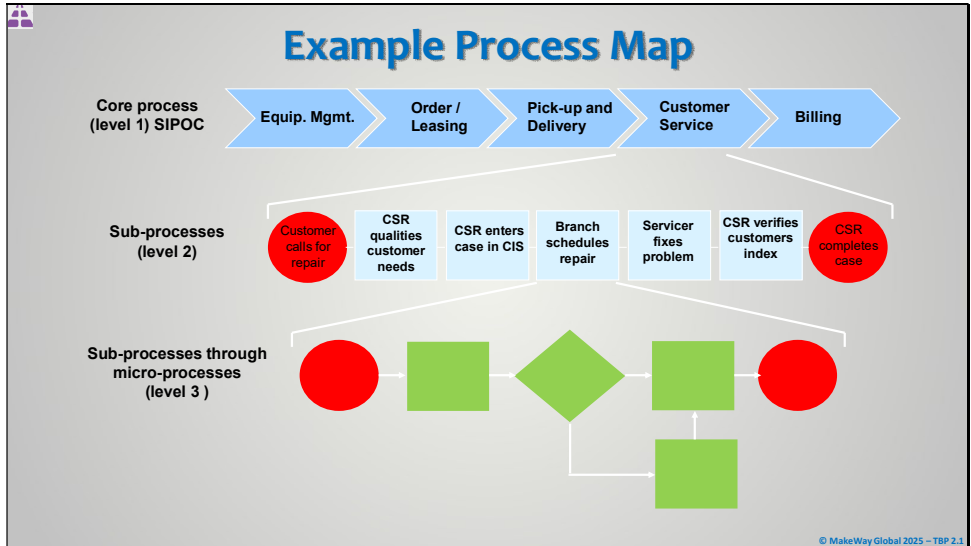 Example Process Map
Core process
(level 1) SIPOC
Equip. Mgmt.
Order /
Leasing
Pick-up and
Delivery
Customer
Service
Billing
Sub-processes
(level 2)
Customer
calls for
repair
CSR
qualities
customer
needs
CSR enters
case in CIS
Branch
schedules
repair
Servicer
fixes
problem
CSR verifies
customers
index
CSR
completes
case
Sub-processes through
micro-processes
(level 3 )
© MakeWay Global 2025 – TBP 2.1